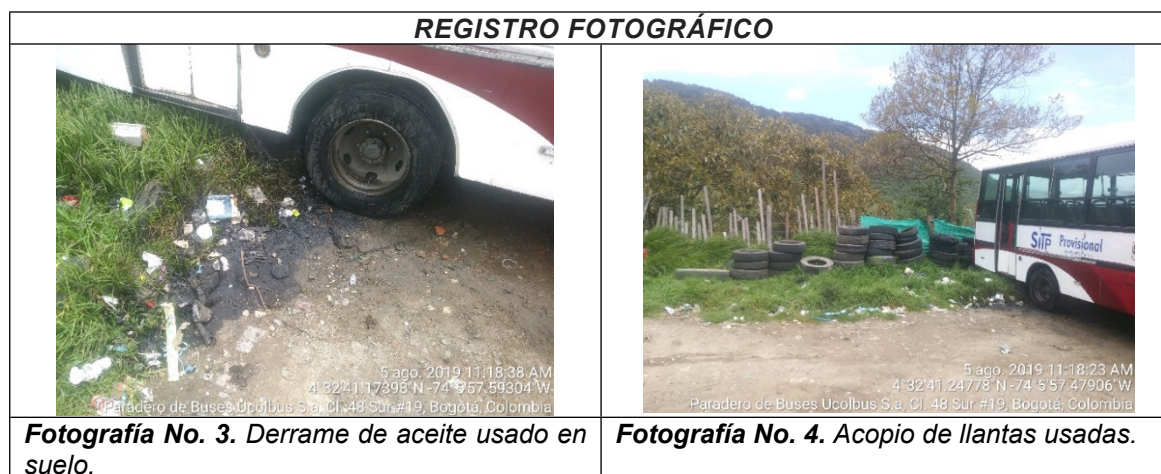 REGISTRO FOTOGRÁFICO
5 ago. 2019 11:18:38 AM
4°32'41.17398"N -74°5'57.59304"W
Paradero de Buses Ucolbus S.a, Cl. 48 Sur #19, Bogotá, Colombia
SiTP Provisional
5 ago. 2019 11:18:23 AM
4°32'41.24778"N -74°5'57.47906"W
Paradero de Buses Ucolbus S.a, Cl. 48 Sur #19, Bogotá, Colombia
Fotografía No. 3. Derrame de aceite usado en
suelo.
Fotografía No. 4. Acopio de llantas usadas.